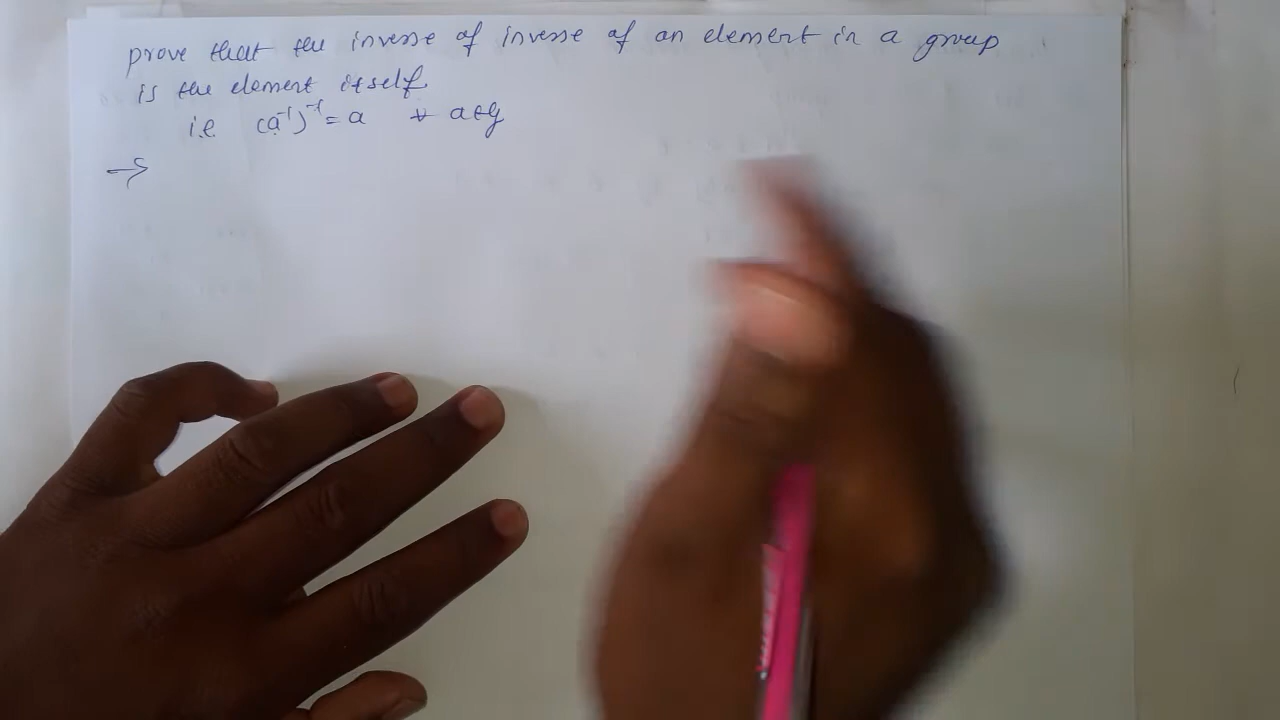 prove that the inverse of inverse of an element in a group
is the element itself
i.e (a⁻¹)⁻¹ = a ∀ a∈G
→